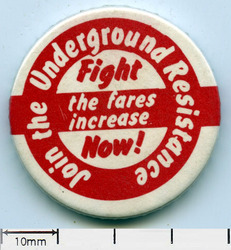 Join the Underground Resistance
Fight
the fares
increase
Now!
10mm